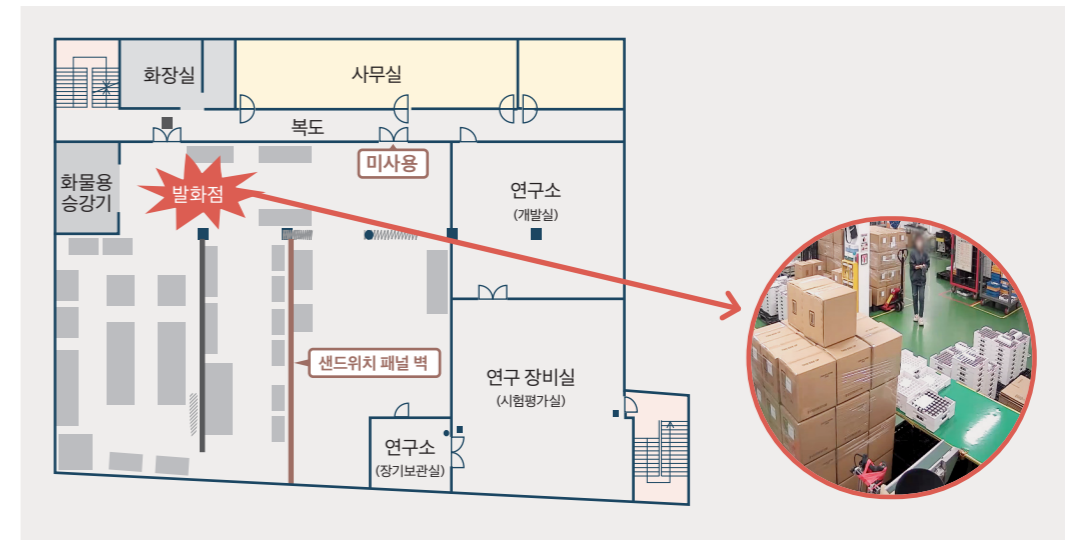 화장실
사무실
복도
미사용
화물용
승강기
발화점
연구소
(개발실)
샌드위치 패널 벽
연구 장비실
(시험평가실)
연구소
(장기보관실)